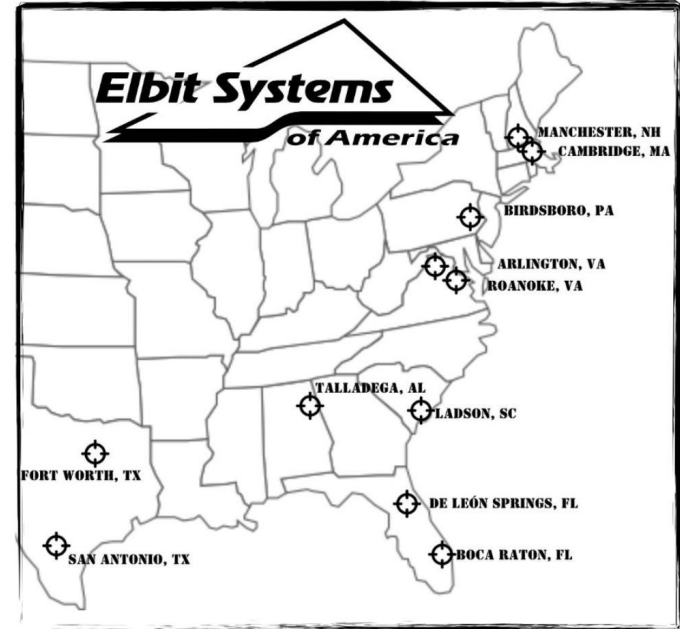 Elbit Systems
of America
MANCHESTER, NH
CAMBRIDGE, MA
BIRDSBORO, PA
ARLINGTON, VA
ROANOKE, VA
TALLADEGA, AL
LADSON, SC
FORT WORTH, TX
DE LEÓN SPRINGS, FL
SAN ANTONIO, TX
BOCA RATON, FL